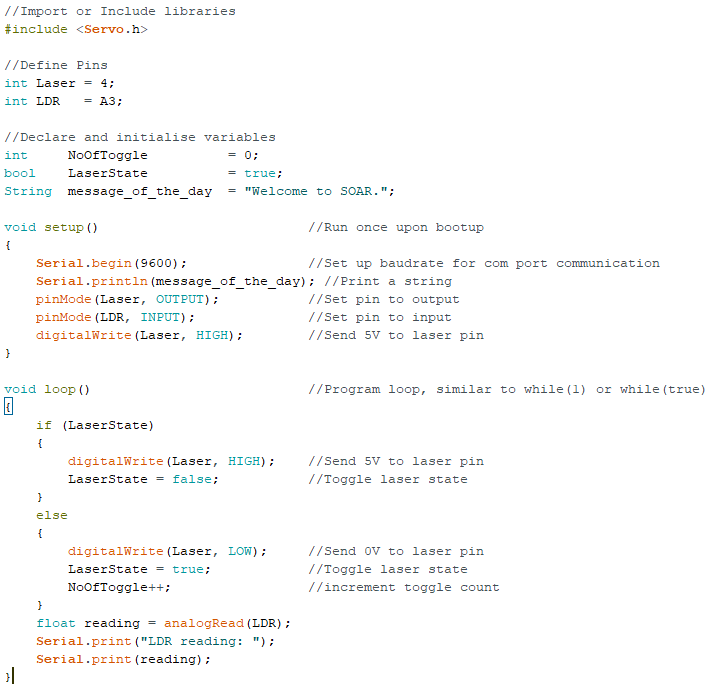 //Import or Include libraries
#include <Servo.h>

//Define Pins
int Laser = 4;
int LDR   = A3;

//Declare and initialise variables
int     NoOfToggle          = 0;
bool    LaserState          = true;
String  message_of_the_day  = "Welcome to SOAR.";

void setup()                          //Run once upon bootup
{
    Serial.begin(9600);               //Set up baudrate for com port communication
    Serial.println(message_of_the_day); //Print a string
    pinMode(Laser, OUTPUT);           //Set pin to output
    pinMode(LDR, INPUT);              //Set pin to input
    digitalWrite(Laser, HIGH);        //Send 5V to laser pin
}

void loop()                           //Program loop, similar to while(1) or while(true)
{
    if (LaserState)
    {
        digitalWrite(Laser, HIGH);    //Send 5V to laser pin
        LaserState = false;           //Toggle laser state
    }
    else
    {
        digitalWrite(Laser, LOW);     //Send 0V to laser pin
        LaserState = true;            //Toggle laser state
        NoOfToggle++;                 //increment toggle count
    }
    float reading = analogRead(LDR);
    Serial.print("LDR reading: ");
    Serial.print(reading);
}